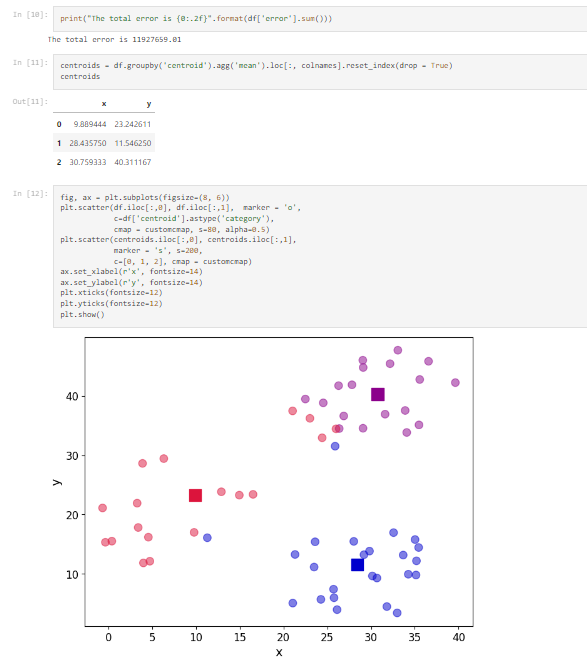 In [10]:
print("The total error is {0:.2f}".format(df['error'].sum()))
The total error is 11927659.01
In [11]:
centroids = df.groupby('centroid').agg('mean').loc[:, colnames].reset_index(drop = True)
centroids
Out[11]:
x y
0 9.889444 23.242611
1 28.435750 11.546250
2 30.759333 40.311167
In [12]:
fig, ax = plt.subplots(figsize=(8, 6))
plt.scatter(df.iloc[:,0], df.iloc[:,1],  marker = 'o',
            c=df['centroid'].astype('category'),
            cmap = customcmap, s=80, alpha=0.5)
plt.scatter(centroids.iloc[:,0], centroids.iloc[:,1],
            marker = 's', s=200,
            c=[0, 1, 2], cmap = customcmap)
ax.set_xlabel(r'x', fontsize=14)
ax.set_ylabel(r'y', fontsize=14)
plt.xticks(fontsize=12)
plt.yticks(fontsize=12)
plt.show()
40
30
y
20
10
0 5 10 15 20 25 30 35 40
x